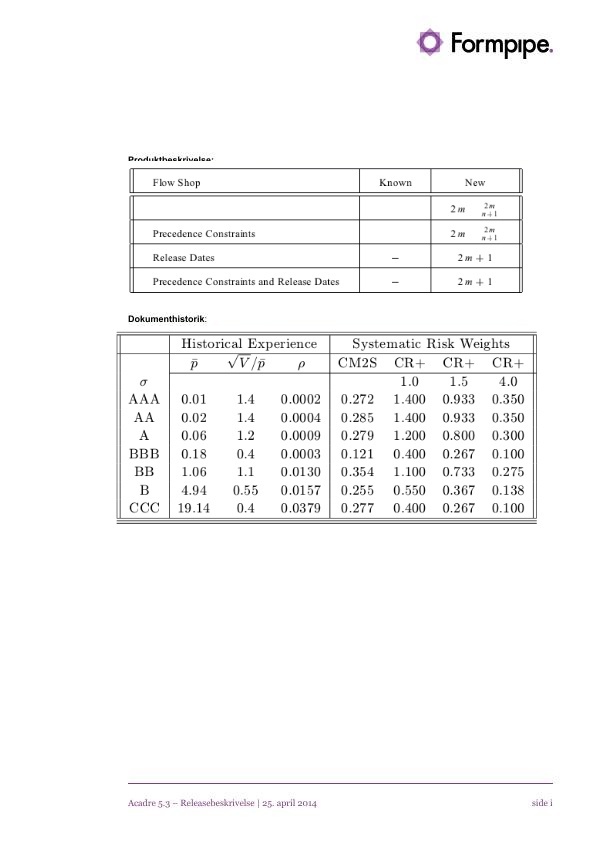 Formpipe.
Produktbeskrivelse:
Flow Shop Known New
2m 2m/n+1
Precedence Constraints 2m 2m/n+1
Release Dates – 2m + 1
Precedence Constraints and Release Dates – 2m + 1
Dokumenthistorik:
Historical Experience Systematic Risk Weights
p̄ √V/p̄ ρ CM2S CR+ CR+ CR+
σ 1.0 1.5 4.0
AAA 0.01 1.4 0.0002 0.272 1.400 0.933 0.350
AA 0.02 1.4 0.0004 0.285 1.400 0.933 0.350
A 0.06 1.2 0.0009 0.279 1.200 0.800 0.300
BBB 0.18 0.4 0.0003 0.121 0.400 0.267 0.100
BB 1.06 1.1 0.0130 0.354 1.100 0.733 0.275
B 4.94 0.55 0.0157 0.255 0.550 0.367 0.138
CCC 19.14 0.4 0.0379 0.277 0.400 0.267 0.100
Acadre 5.3 – Releasebeskrivelse | 25. april 2014 side i